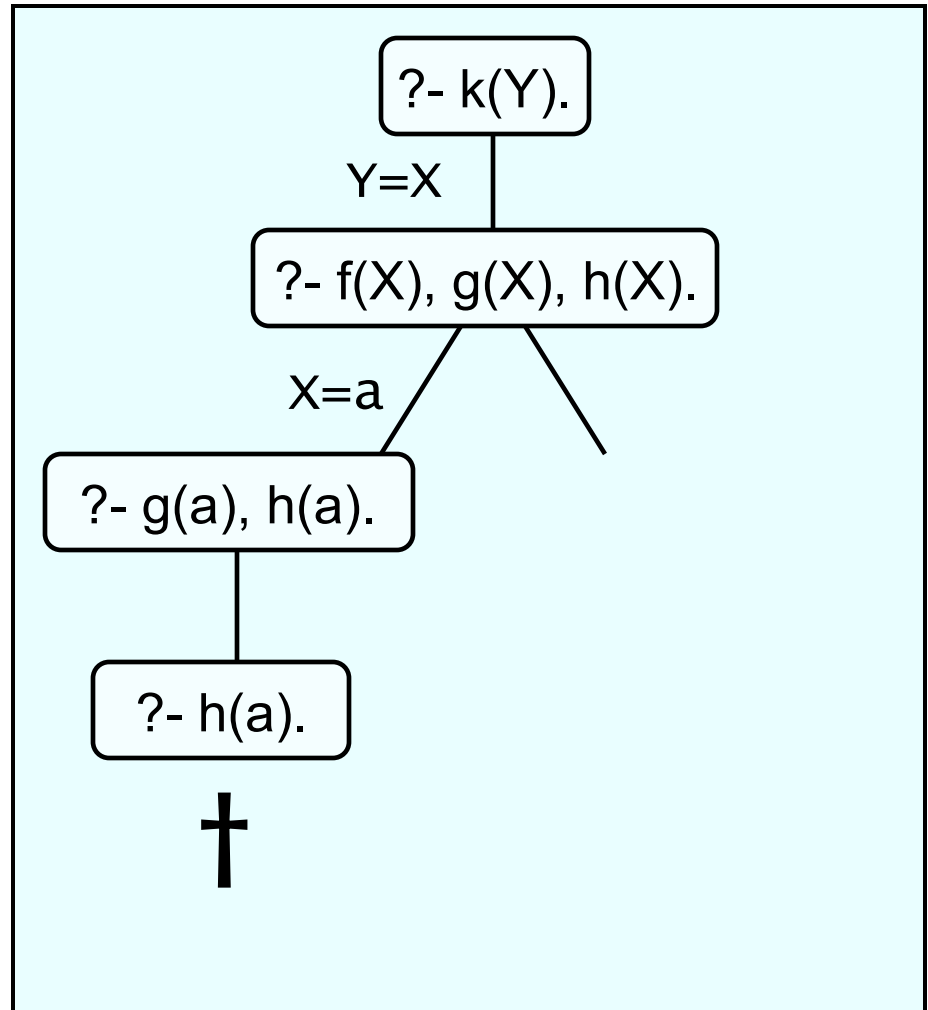 ?- k(Y).
Y=X
?- f(X), g(X), h(X).
X=a
?- g(a), h(a).
?- h(a).
†